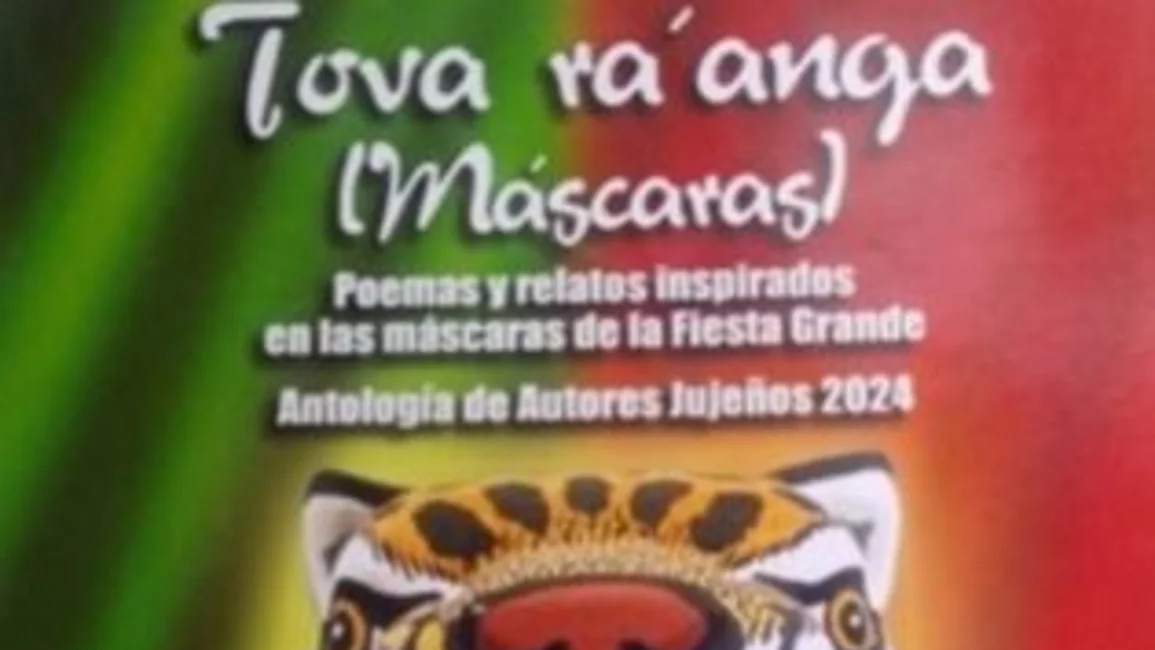 Tova ra´anga
(Máscaras)
Poemas y relatos inspirados
en las máscaras de la Fiesta Grande
Antología de Autores Jujeños 2024